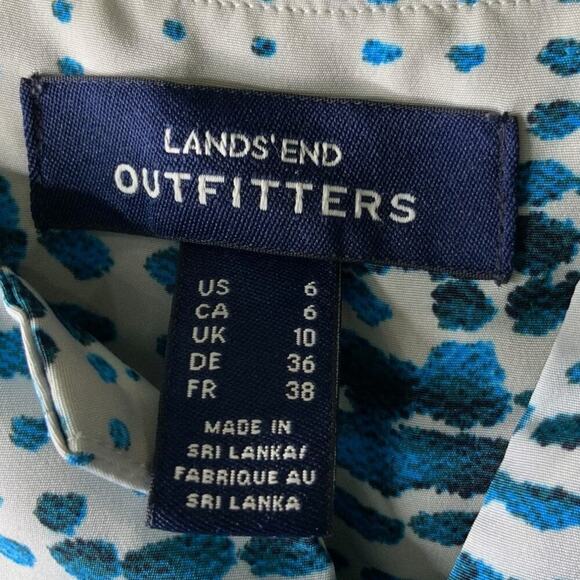 LANDS' END
OUTFITTERS
US 6
CA 6
UK 10
DE 36
FR 38
MADE IN
SRI LANKA/
FABRIQUE AU
SRI LANKA